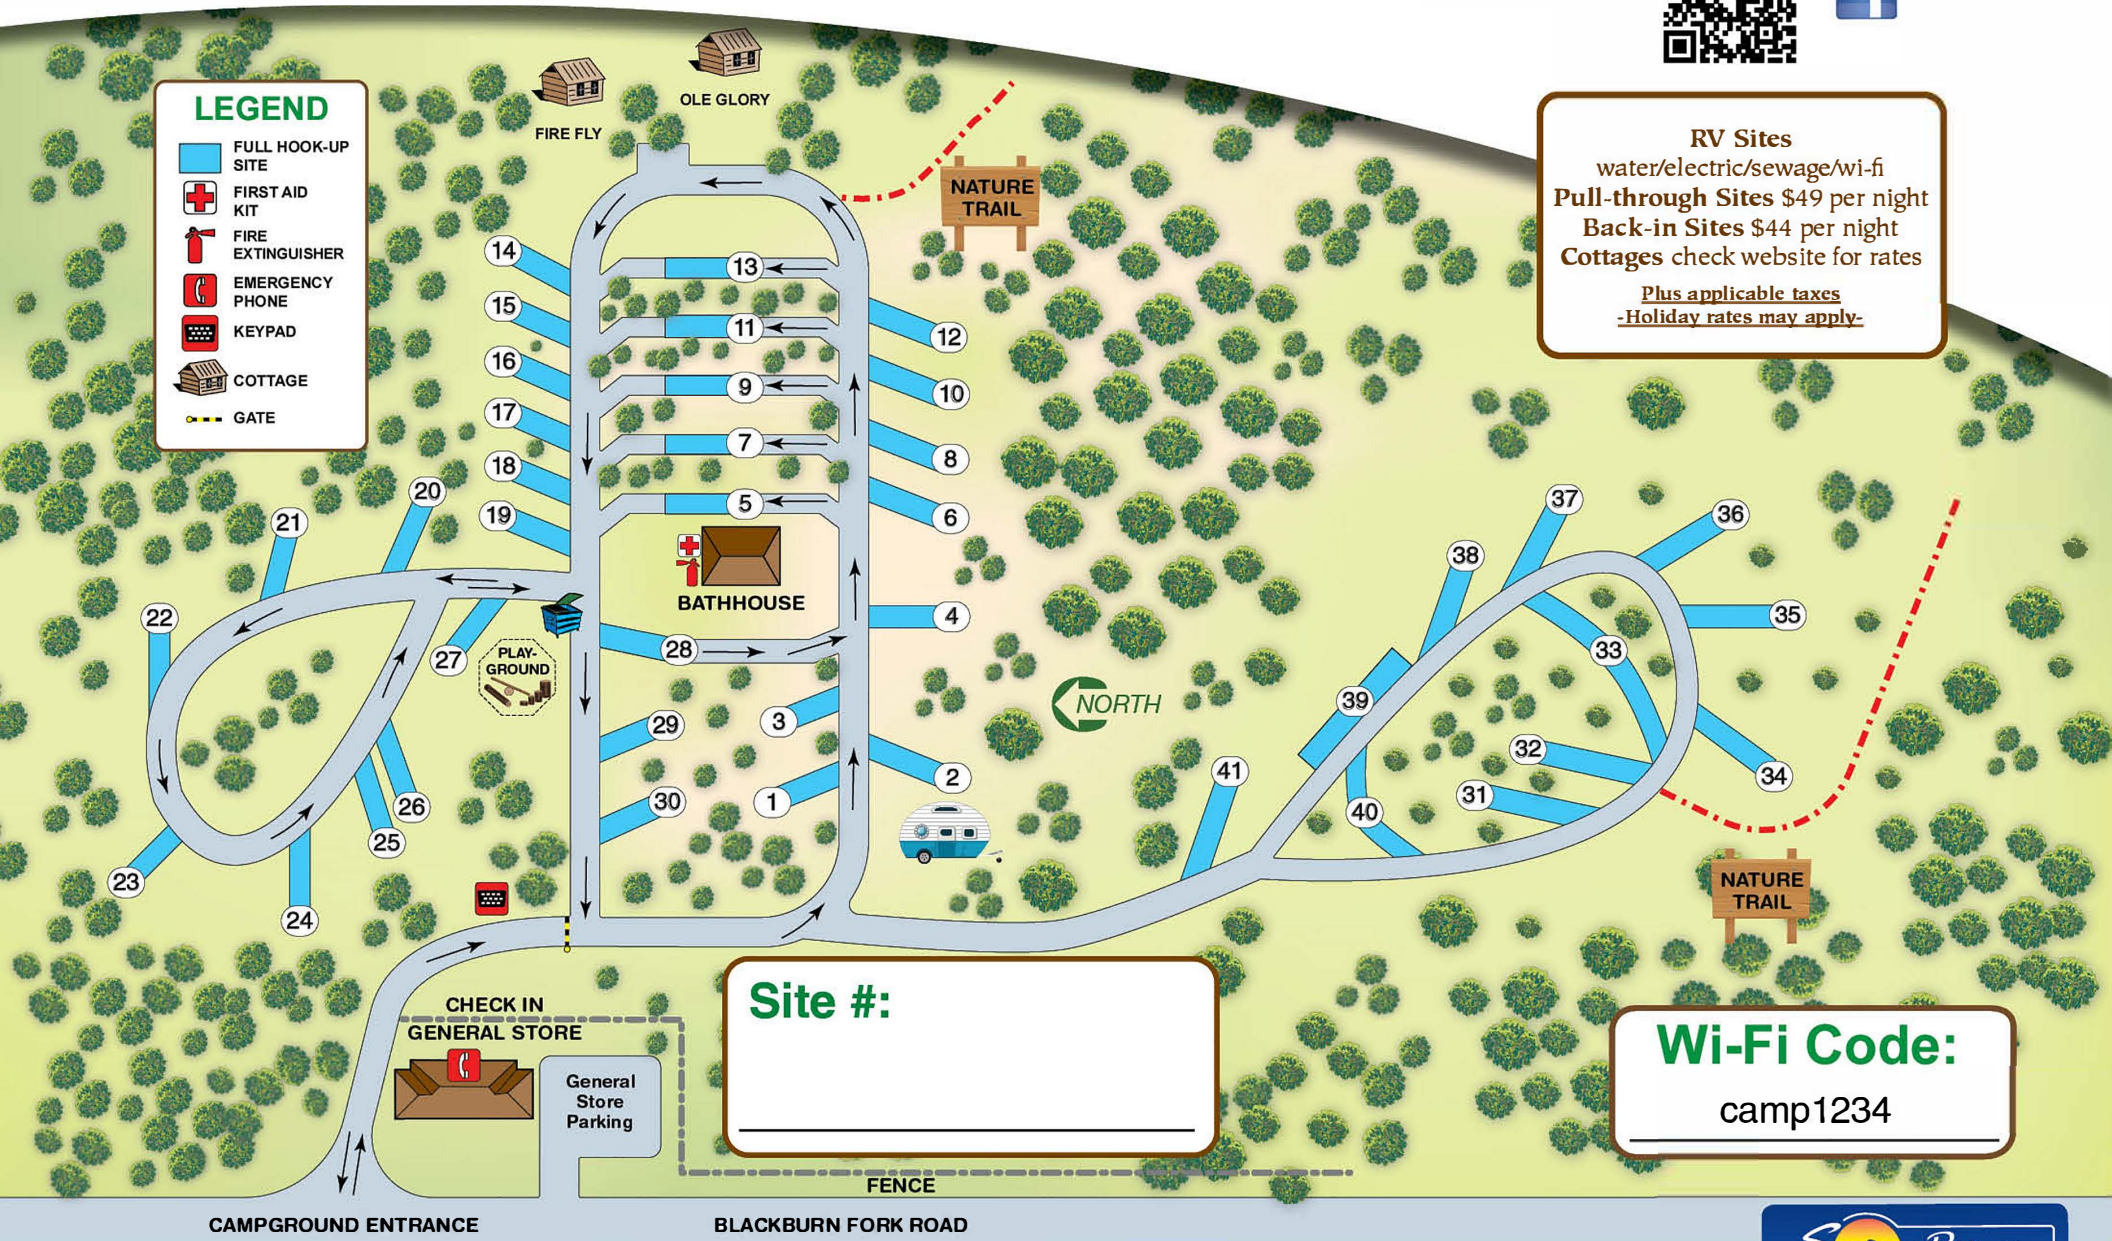 LEGEND
FULL HOOK-UP
SITE
FIRST AID
KIT
FIRE
EXTINGUISHER
EMERGENCY
PHONE
KEYPAD
COTTAGE
GATE
FIRE FLY
OLE GLORY
NATURE
TRAIL
RV Sites
water/electric/sewage/wi-fi
Pull-through Sites $49 per night
Back-in Sites $44 per night
Cottages check website for rates
Plus applicable taxes
-Holiday rates may apply-
14
13
15
11
12
16
9
10
17
7
8
18
20
5
6
19
21
37
36
38
BATHHOUSE
22
4
35
28
33
27
PLAY-
GROUND
39
NORTH
29
3
32
34
41
2
31
26
30
1
40
25
23
24
NATURE
TRAIL
CHECK IN
GENERAL STORE
General
Store
Parking
Site #:
Wi-Fi Code:
camp1234
FENCE
CAMPGROUND ENTRANCE
BLACKBURN FORK ROAD